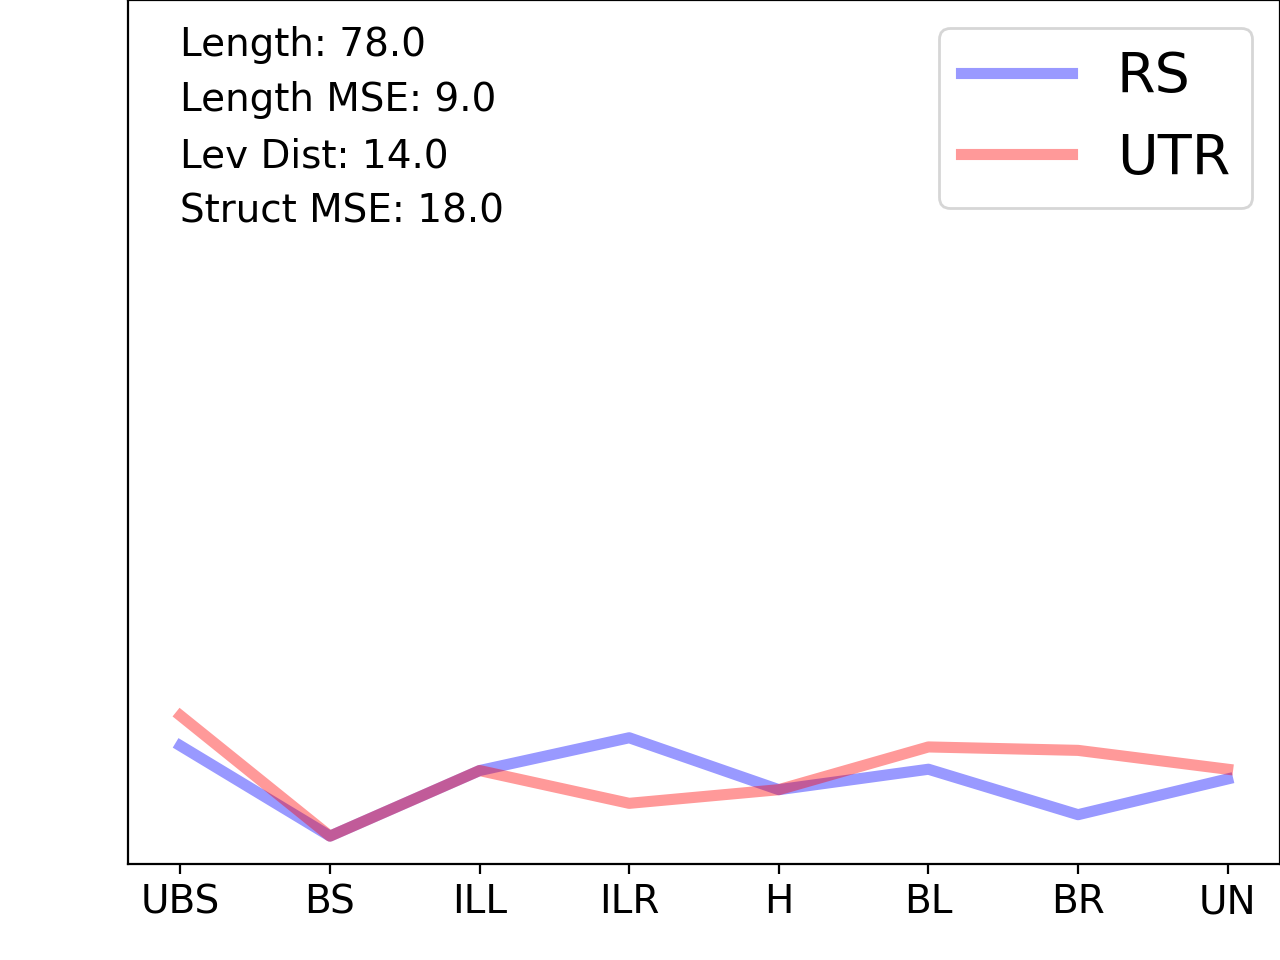 Length: 78.0
Length MSE: 9.0
Lev Dist: 14.0
Struct MSE: 18.0
RS
UTR
UBS BS ILL ILR H BL BR UN